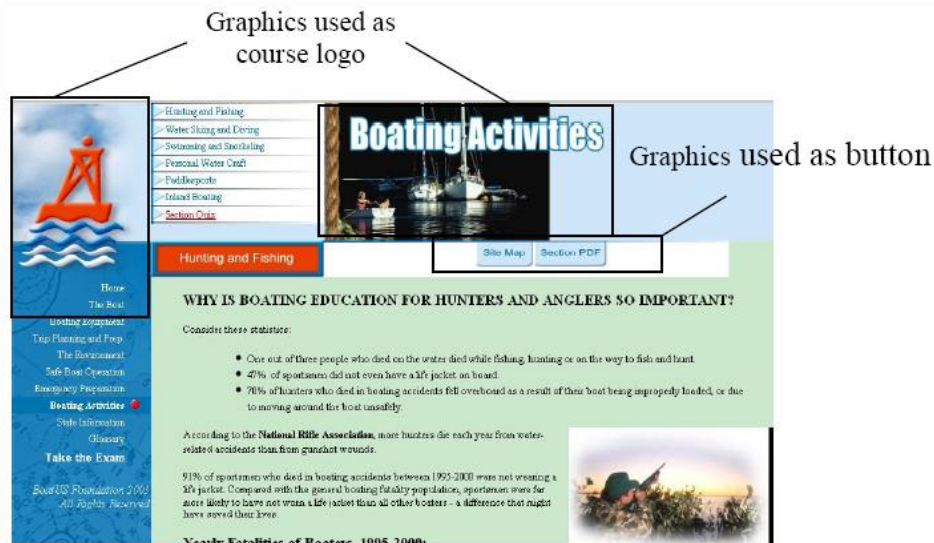 Graphics used as
course logo
Graphics used as button
Hunting and Fishing
Water Skiing and Diving
Swimming and Snorkeling
Personal Water Craft
Paddlesports
Inland Boating
Section Quiz
Boating Activities
Site Map
Section PDF
Hunting and Fishing
Home
The Boat
Boating Equipment
Trip Planning and Prep
The Environment
Safe Boat Operation
Emergency Preparation
Boating Activities
State Information
Glossary
Take the Exam
BoatUS Foundation 2003
All Rights Reserved
WHY IS BOATING EDUCATION FOR HUNTERS AND ANGLERS SO IMPORTANT?
Consider these statistics:
One out of three people who died on the water died while fishing, hunting or on the way to fish and hunt.
47% of sportsmen did not even have a life jacket on board.
70% of hunters who died in boating accidents fell overboard as a result of their boat being improperly loaded, or due
to moving around the boat unsafely.
According to the National Rifle Association, more hunters die each year from water-
related accidents than from gunshot wounds.
91% of sportsmen who died in boating accidents between 1995-2000 were not wearing a
life jacket. Compared with the general boating fatality population, sportsmen were far
more likely to have not worn a life jacket than all other boaters - a difference that might
have saved their lives.
Yearly Fatalities of Boaters, 1995-2000: